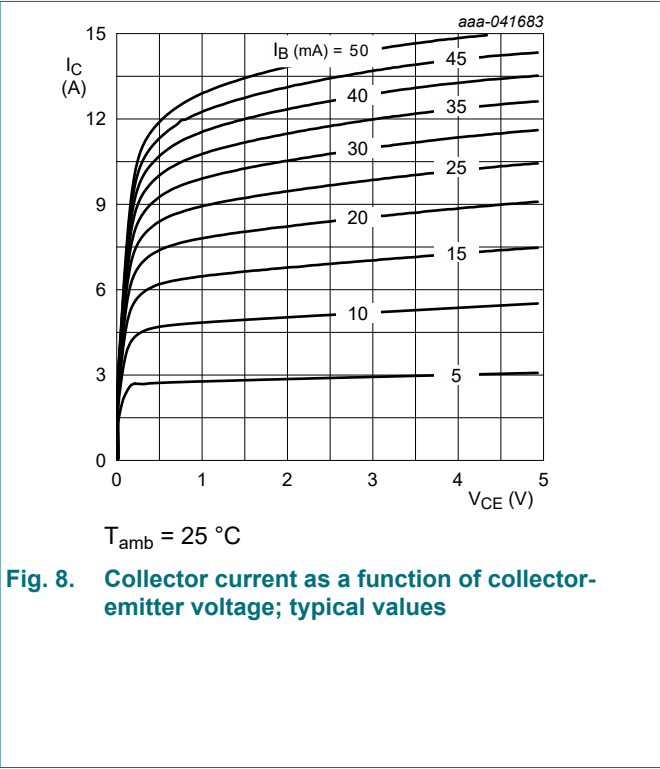 aaa-041683
15
I_C
(A)
I_B (mA) = 50
45
40
12
35
30
25
9
20
15
6
10
3
5
0
0 1 2 3 4 5
V_CE (V)
T_amb = 25 °C
Fig. 8. Collector current as a function of collector-
emitter voltage; typical values